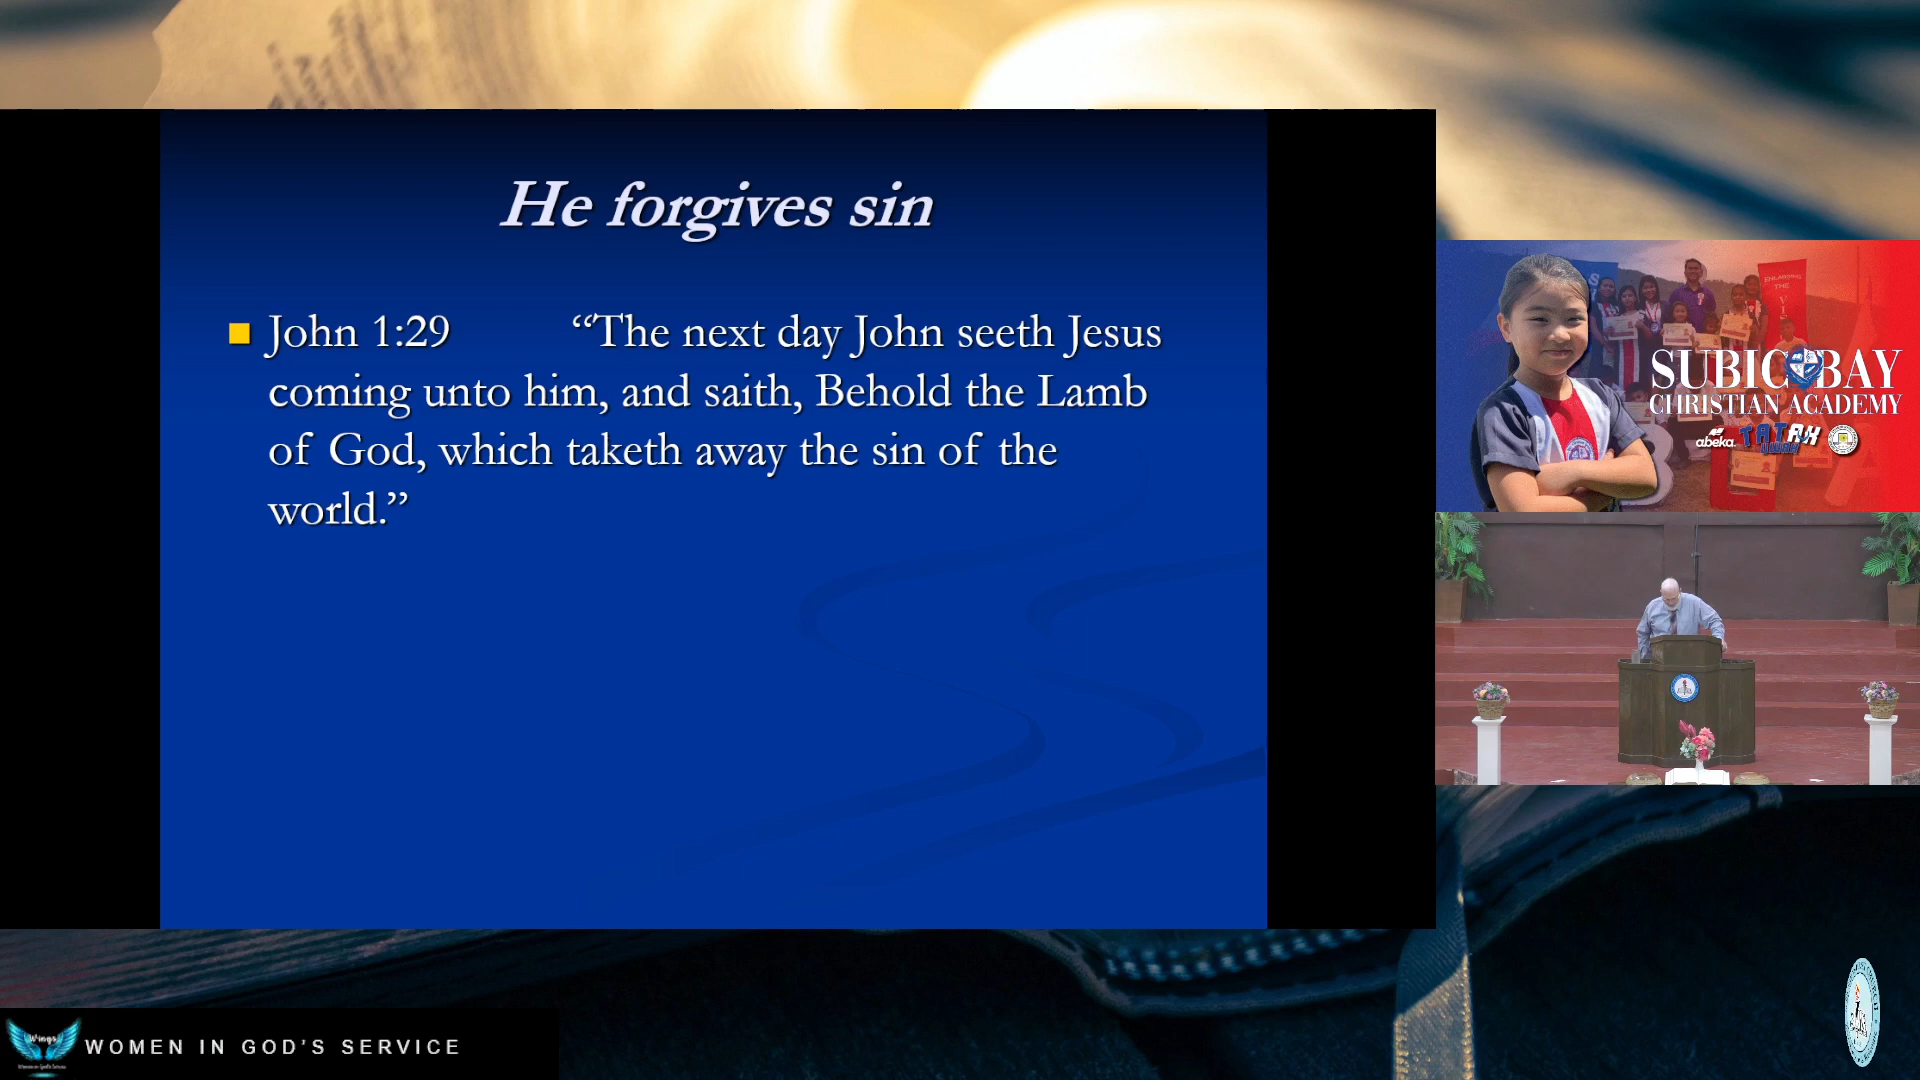 He forgives sin
John 1:29 “The next day John seeth Jesus
coming unto him, and saith, Behold the Lamb
of God, which taketh away the sin of the
world.”
SUBIC BAY
CHRISTIAN ACADEMY
abeka
Wings
WOMEN IN GOD'S SERVICE